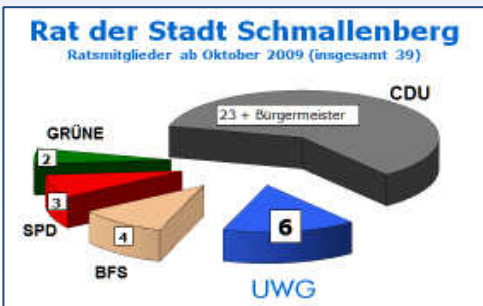 Rat der Stadt Schmallenberg
Ratsmitglieder ab Oktober 2009 (insgesamt 39)
CDU
23 + Bürgermeister
GRÜNE
2
3
SPD
4
BFS
6
UWG